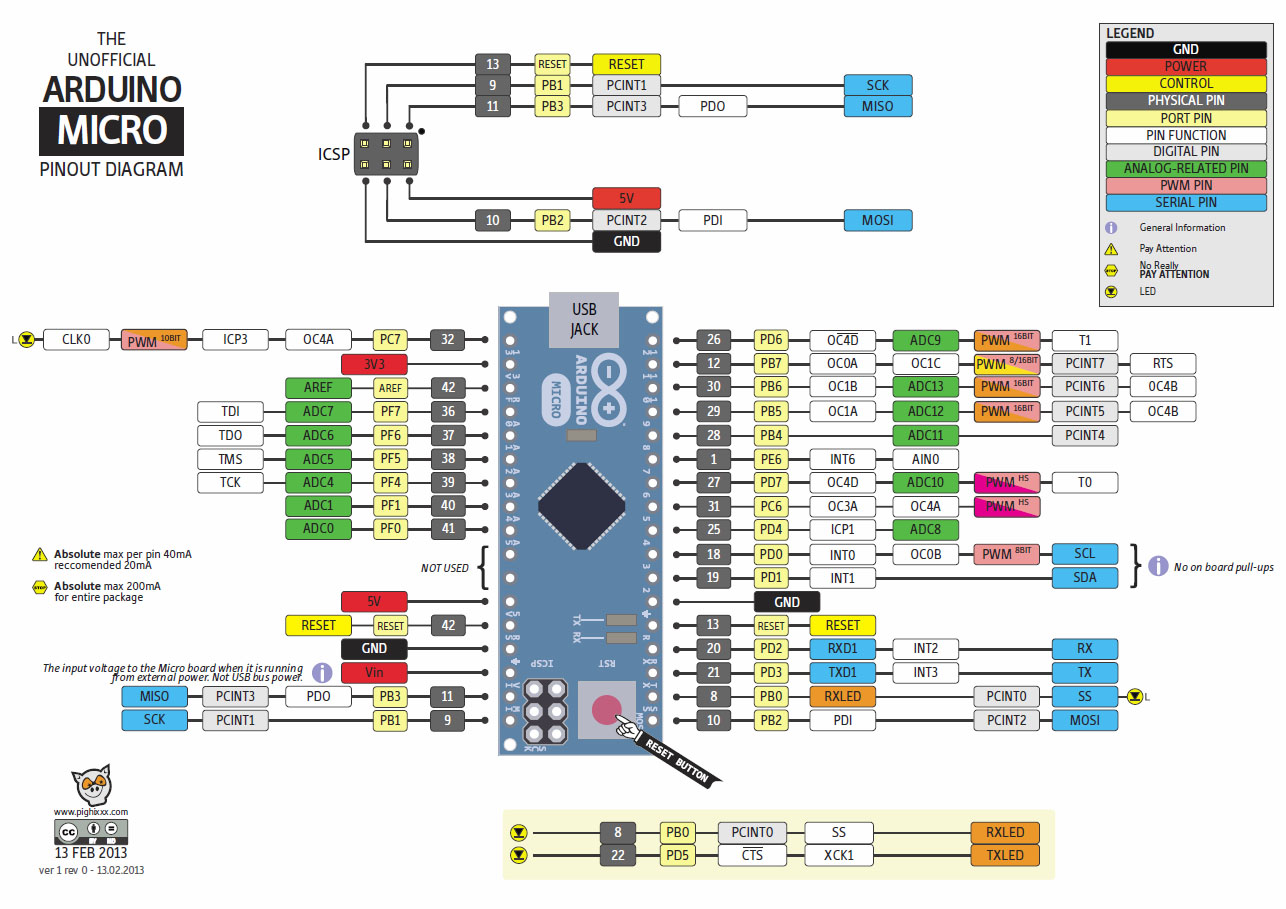 THE
UNOFFICIAL
ARDUINO
MICRO
PINOUT DIAGRAM
ICSP
13 RESET RESET
9 PB1 PCINT1 SCK
11 PB3 PCINT3 PDO MISO
5V
10 PB2 PCINT2 PDI MOSI
GND
LEGEND
GND
POWER
CONTROL
PHYSICAL PIN
PORT PIN
PIN FUNCTION
DIGITAL PIN
ANALOG-RELATED PIN
PWM PIN
SERIAL PIN
General Information
Pay Attention
No Really
PAY ATTENTION
LED
USB
JACK
L CLK0 PWM 10BIT ICP3 OC4A PC7 32
3V3
AREF AREF 42
TDI ADC7 PF7 36
TDO ADC6 PF6 37
TMS ADC5 PF5 38
TCK ADC4 PF4 39
ADC1 PF1 40
ADC0 PF0 41
NOT USED
5V
RESET RESET 42
GND
Vin
MISO PCINT3 PDO PB3 11
SCK PCINT1 PB1 9
Absolute max per pin 40mA
reccomended 20mA
Absolute max 200mA
for entire package
The input voltage to the Micro board when it is running
from external power. Not USB bus power.
ARDUINO
MICRO
TX
RX
ICSP
RST
RESET BUTTON
26 PD6 OC4D ADC9 PWM 16BIT T1
12 PB7 OC0A OC1C PWM 8/16BIT PCINT7 RTS
30 PB6 OC1B ADC13 PWM 16BIT PCINT6 OC4B
29 PB5 OC1A ADC12 PWM 16BIT PCINT5 OC4B
28 PB4 ADC11 PCINT4
1 PE6 INT6 AIN0
27 PD7 OC4D ADC10 PWM HS T0
31 PC6 OC3A OC4A PWM HS
25 PD4 ICP1 ADC8
18 PD0 INT0 OC0B PWM 8BIT SCL
19 PD1 INT1 SDA
No on board pull-ups
GND
13 RESET RESET
20 PD2 RXD1 INT2 RX
21 PD3 TXD1 INT3 TX
8 PB0 RXLED PCINT0 SS L
10 PB2 PDI PCINT2 MOSI
www.pighixxx.com
cc
BY ND
13 FEB 2013
ver 1 rev 0 - 13.02.2013
8 PB0 PCINT0 SS RXLED
22 PD5 CTS XCK1 TXLED